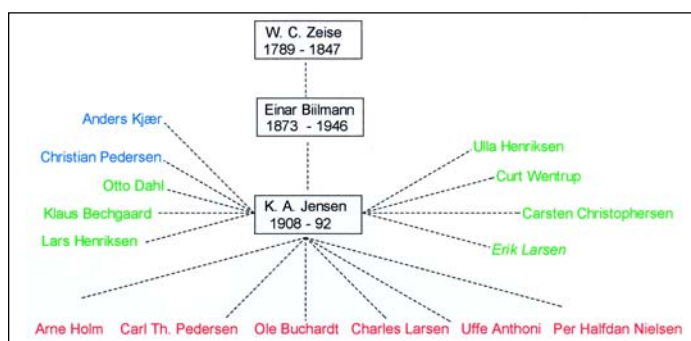 W. C. Zeise
1789 - 1847
Einar Biilmann
1873 - 1946
Anders Kjær
Christian Pedersen
Otto Dahl
Klaus Bechgaard
Lars Henriksen
K. A. Jensen
1908 - 92
Ulla Henriksen
Curt Wentrup
Carsten Christophersen
Erik Larsen
Arne Holm
Carl Th. Pedersen
Ole Buchardt
Charles Larsen
Uffe Anthoni
Per Halfdan Nielsen